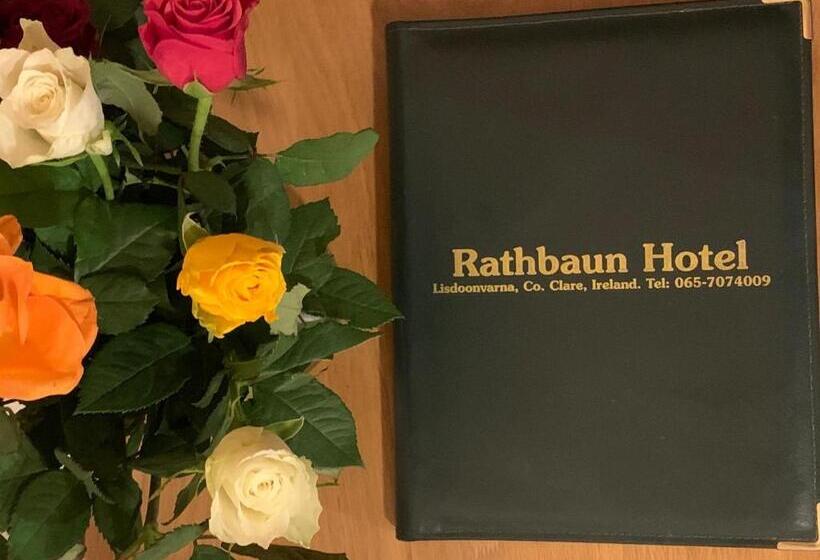 Rathbaun Hotel
Lisdoonvarna, Co. Clare, Ireland. Tel: 065-7074009